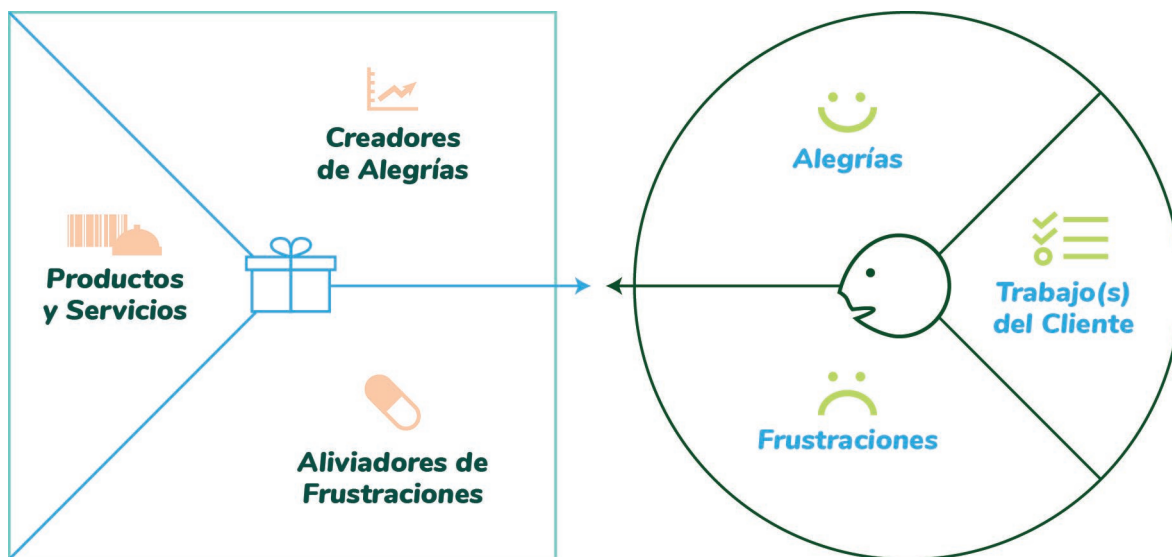 Creadores
de Alegrías
Productos
y Servicios
Aliviadores de
Frustraciones
Alegrías
Trabajo(s)
del Cliente
Frustraciones